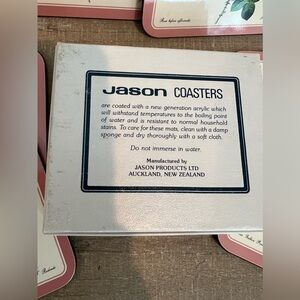 Jason COASTERS
are coated with a new generation acrylic which
will withstand temperatures to the boiling point
of water and is resistant to normal household
stains. To care for these mats, clean with a damp
sponge and dry thoroughly with a soft cloth.
Do not immerse in water.
Manufactured by
JASON PRODUCTS LTD
AUCKLAND, NEW ZEALAND